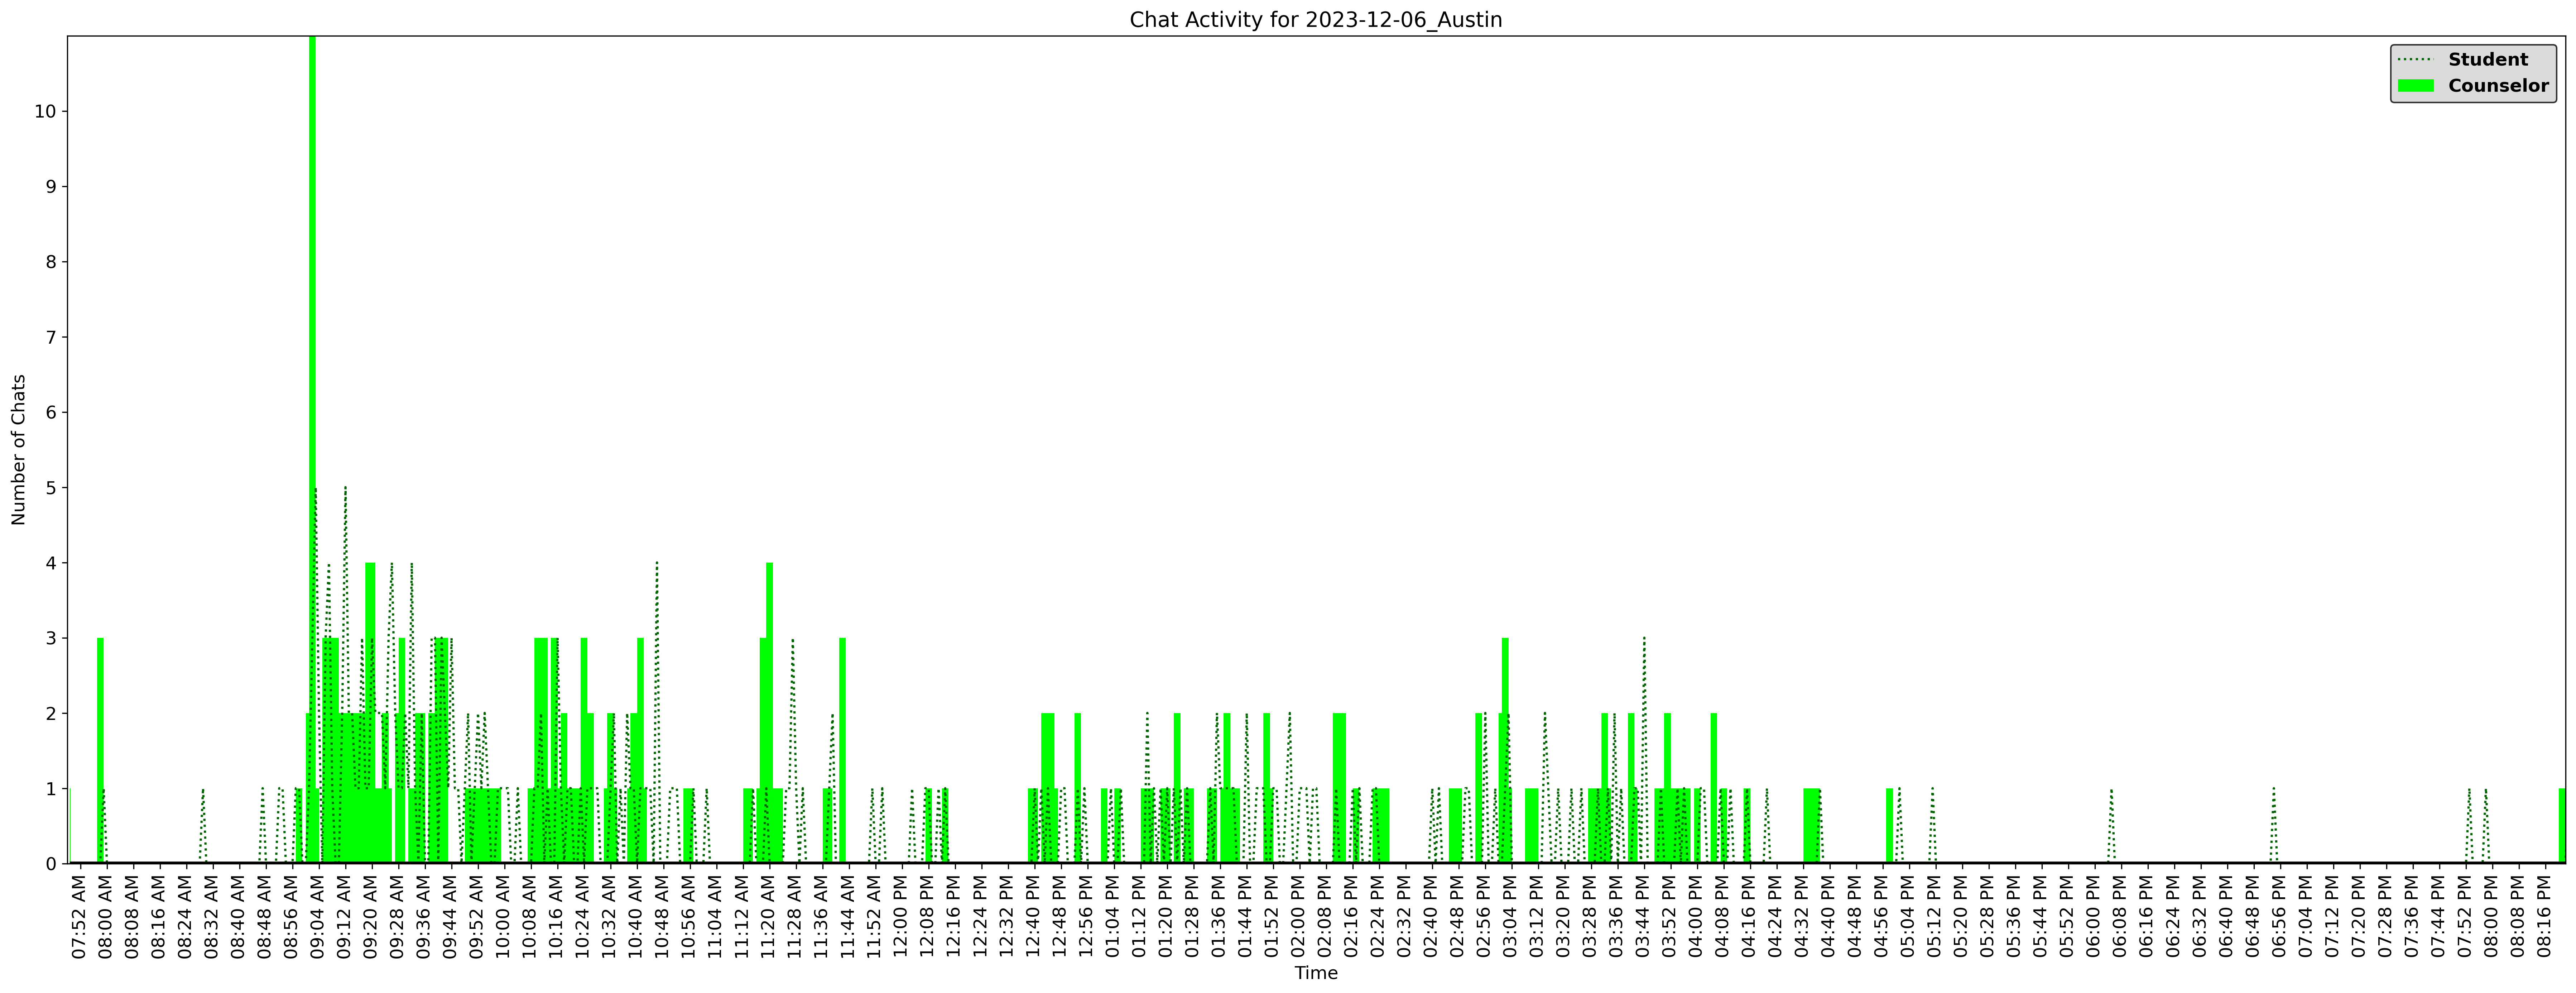 Chat Activity for 2023-12-06_Austin
Student
Counselor
Number of Chats
10
9
8
7
6
5
4
3
2
1
0
07:52 AM
08:00 AM
08:08 AM
08:16 AM
08:24 AM
08:32 AM
08:40 AM
08:48 AM
08:56 AM
09:04 AM
09:12 AM
09:20 AM
09:28 AM
09:36 AM
09:44 AM
09:52 AM
10:00 AM
10:08 AM
10:16 AM
10:24 AM
10:32 AM
10:40 AM
10:48 AM
10:56 AM
11:04 AM
11:12 AM
11:20 AM
11:28 AM
11:36 AM
11:44 AM
11:52 AM
12:00 PM
12:08 PM
12:16 PM
12:24 PM
12:32 PM
12:40 PM
12:48 PM
12:56 PM
01:04 PM
01:12 PM
01:20 PM
01:28 PM
01:36 PM
01:44 PM
01:52 PM
02:00 PM
02:08 PM
02:16 PM
02:24 PM
02:32 PM
02:40 PM
02:48 PM
02:56 PM
03:04 PM
03:12 PM
03:20 PM
03:28 PM
03:36 PM
03:44 PM
03:52 PM
04:00 PM
04:08 PM
04:16 PM
04:24 PM
04:32 PM
04:40 PM
04:48 PM
04:56 PM
05:04 PM
05:12 PM
05:20 PM
05:28 PM
05:36 PM
05:44 PM
05:52 PM
06:00 PM
06:08 PM
06:16 PM
06:24 PM
06:32 PM
06:40 PM
06:48 PM
06:56 PM
07:04 PM
07:12 PM
07:20 PM
07:28 PM
07:36 PM
07:44 PM
07:52 PM
08:00 PM
08:08 PM
08:16 PM
Time